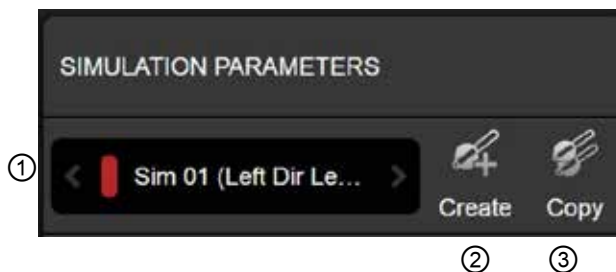 SIMULATION PARAMETERS
① < Sim 01 (Left Dir Le... >
Create Copy
② ③